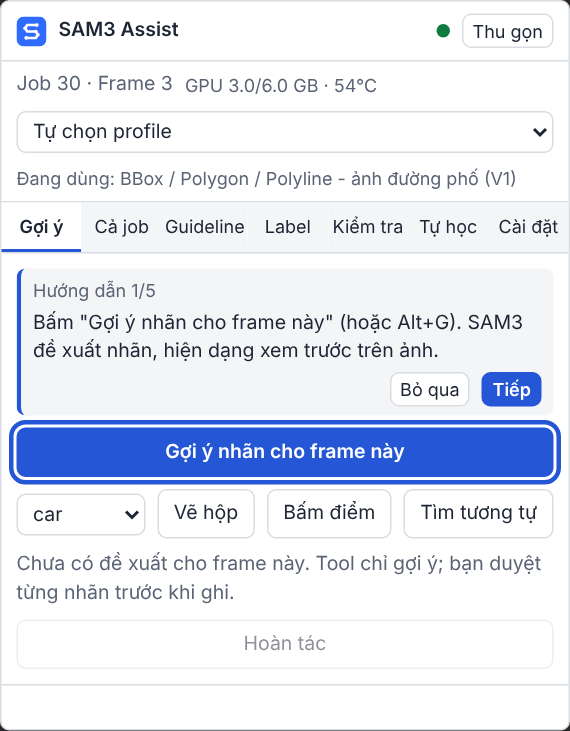 SAM3 Assist
Thu gọn
Job 30 · Frame 3 GPU 3.0/6.0 GB · 54°C
Tự chọn profile
Đang dùng: BBox / Polygon / Polyline - ảnh đường phố (V1)
Gợi ý Cả job Guideline Label Kiểm tra Tự học Cài đặt
Hướng dẫn 1/5
Bấm "Gợi ý nhãn cho frame này" (hoặc Alt+G). SAM3
đề xuất nhãn, hiện dạng xem trước trên ảnh.
Bỏ qua Tiếp
Gợi ý nhãn cho frame này
car Vẽ hộp Bấm điểm Tìm tương tự
Chưa có đề xuất cho frame này. Tool chỉ gợi ý; bạn duyệt
từng nhãn trước khi ghi.
Hoàn tác